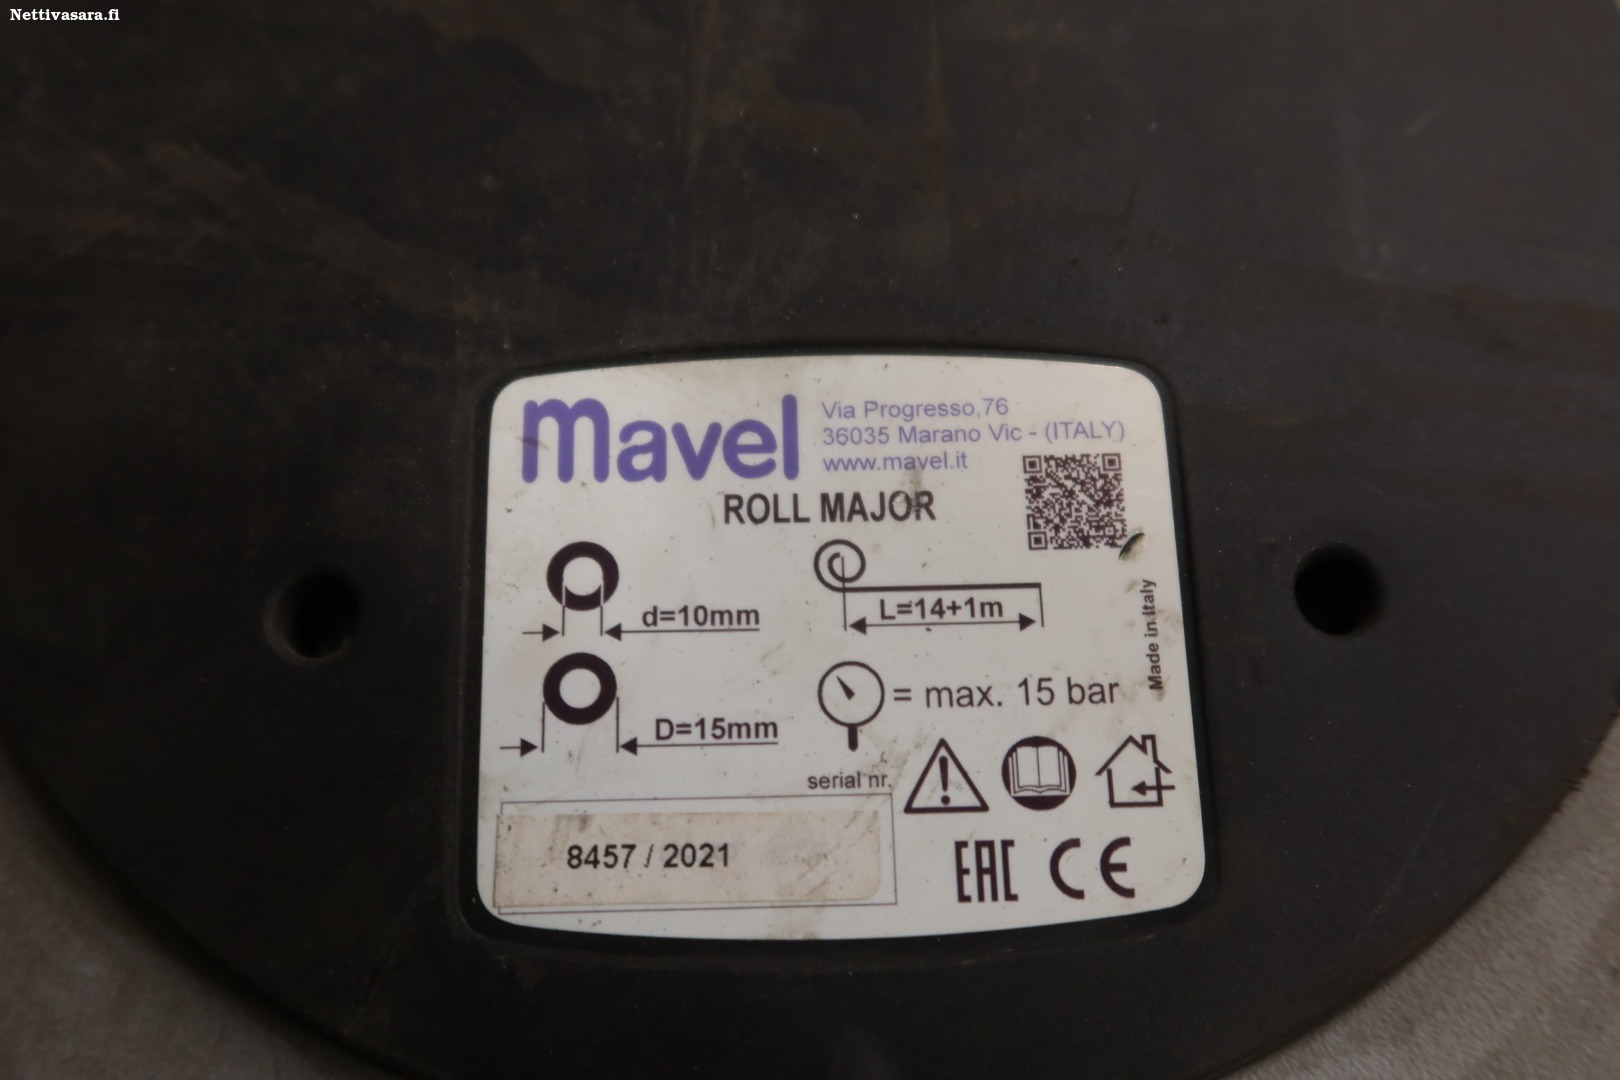 Nettivasara.fi
mavel
Via Progresso,76
36035 Marano Vic - (ITALY)
www.mavel.it
ROLL MAJOR
d=10mm
L=14+1m
Made in Italy
D=15mm
= max. 15 bar
serial nr.
8457 / 2021
EAC CE